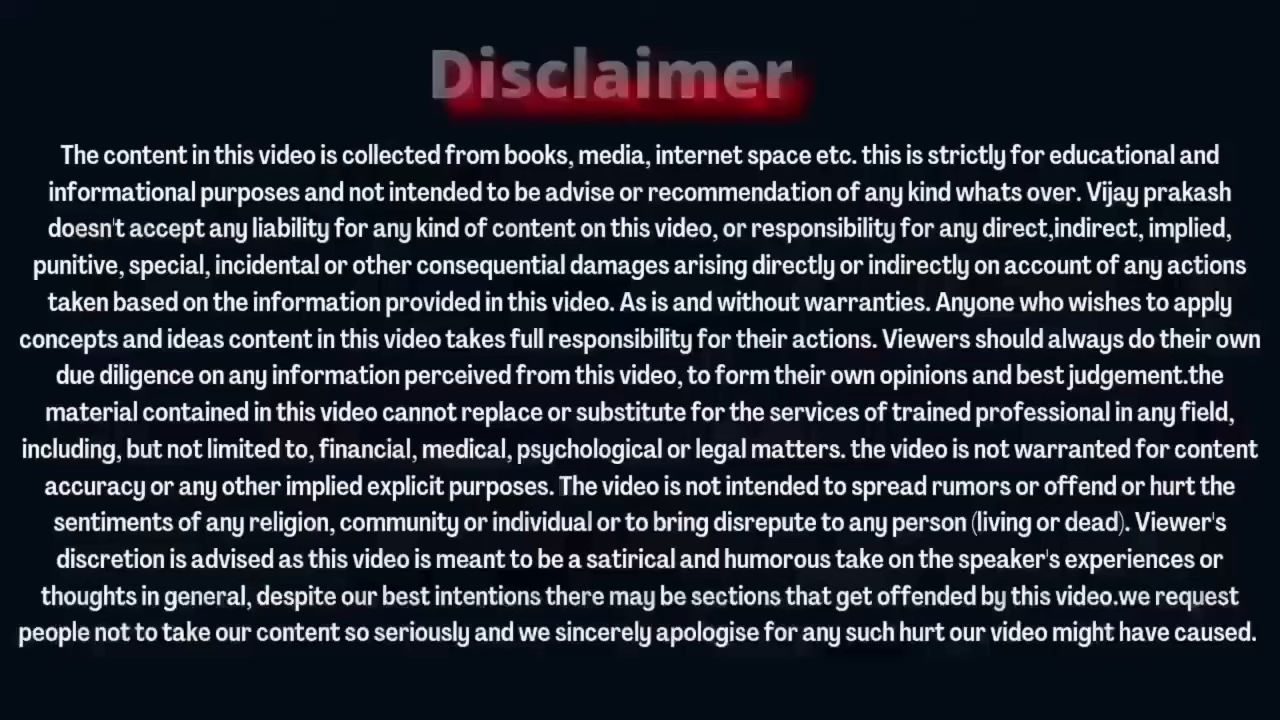 Disclaimer
The content in this video is collected from books, media, internet space etc. this is strictly for educational and
informational purposes and not intended to be advise or recommendation of any kind whats over. Vijay prakash
doesn't accept any liability for any kind of content on this video, or responsibility for any direct,indirect, implied,
punitive, special, incidental or other consequential damages arising directly or indirectly on account of any actions
taken based on the information provided in this video. As is and without warranties. Anyone who wishes to apply
concepts and ideas content in this video takes full responsibility for their actions. Viewers should always do their own
due diligence on any information perceived from this video, to form their own opinions and best judgement.the
material contained in this video cannot replace or substitute for the services of trained professional in any field,
including, but not limited to, financial, medical, psychological or legal matters. the video is not warranted for content
accuracy or any other implied explicit purposes. The video is not intended to spread rumors or offend or hurt the
sentiments of any religion, community or individual or to bring disrepute to any person (living or dead). Viewer's
discretion is advised as this video is meant to be a satirical and humorous take on the speaker's experiences or
thoughts in general, despite our best intentions there may be sections that get offended by this video.we request
people not to take our content so seriously and we sincerely apologise for any such hurt our video might have caused.